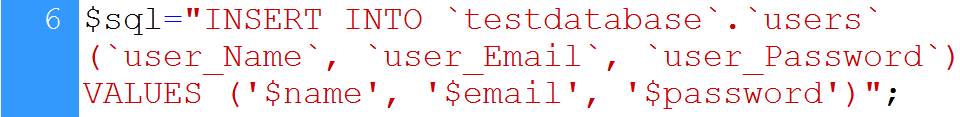 6 $sql="INSERT INTO `testdatabase`.`users`
(`user_Name`, `user_Email`, `user_Password`)
VALUES ('$name', '$email', '$password')";